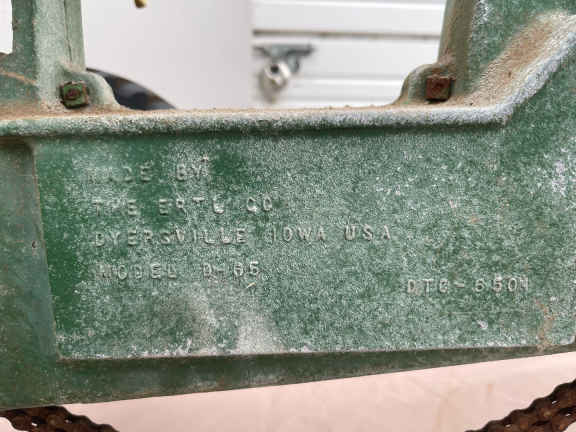 MADE BY
THE ERTL CO
DYERSVILLE IOWA USA
MODEL D-65
DTC-6501